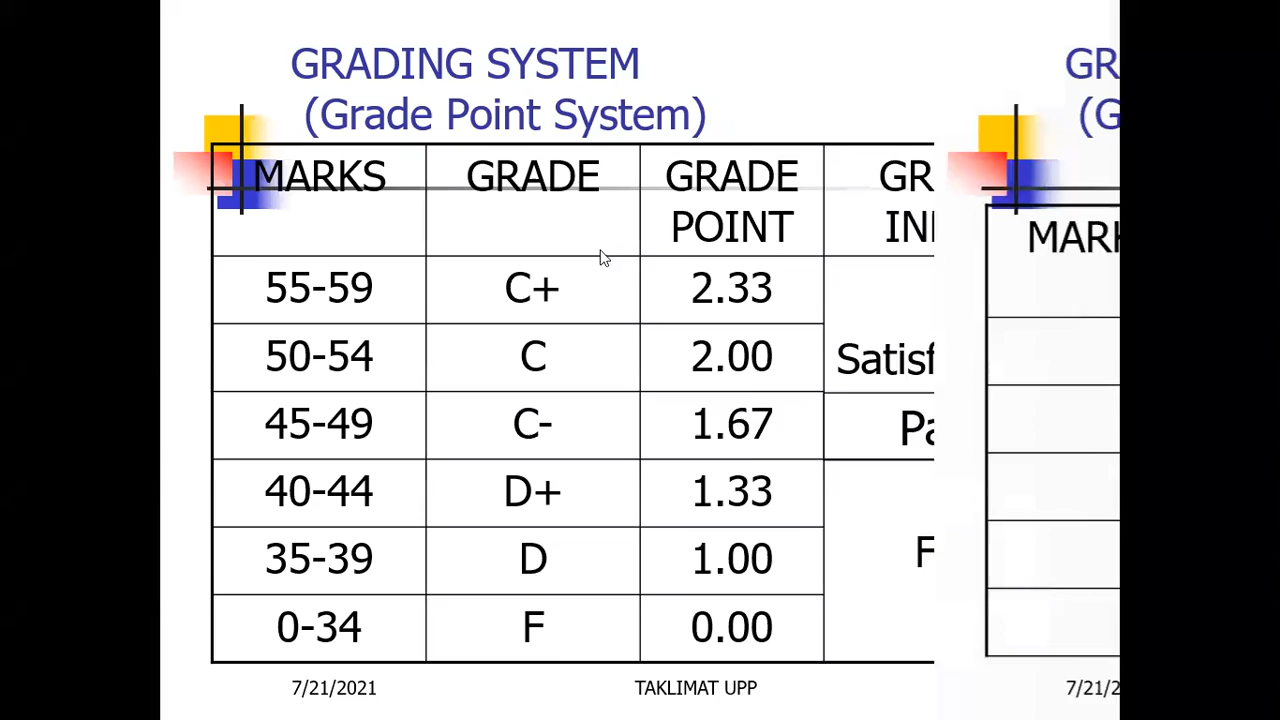 GRADING SYSTEM
(Grade Point System)
MARKS GRADE GRADE POINT
55-59 C+ 2.33
50-54 C 2.00
45-49 C- 1.67
40-44 D+ 1.33
35-39 D 1.00
0-34 F 0.00
7/21/2021 TAKLIMAT UPP